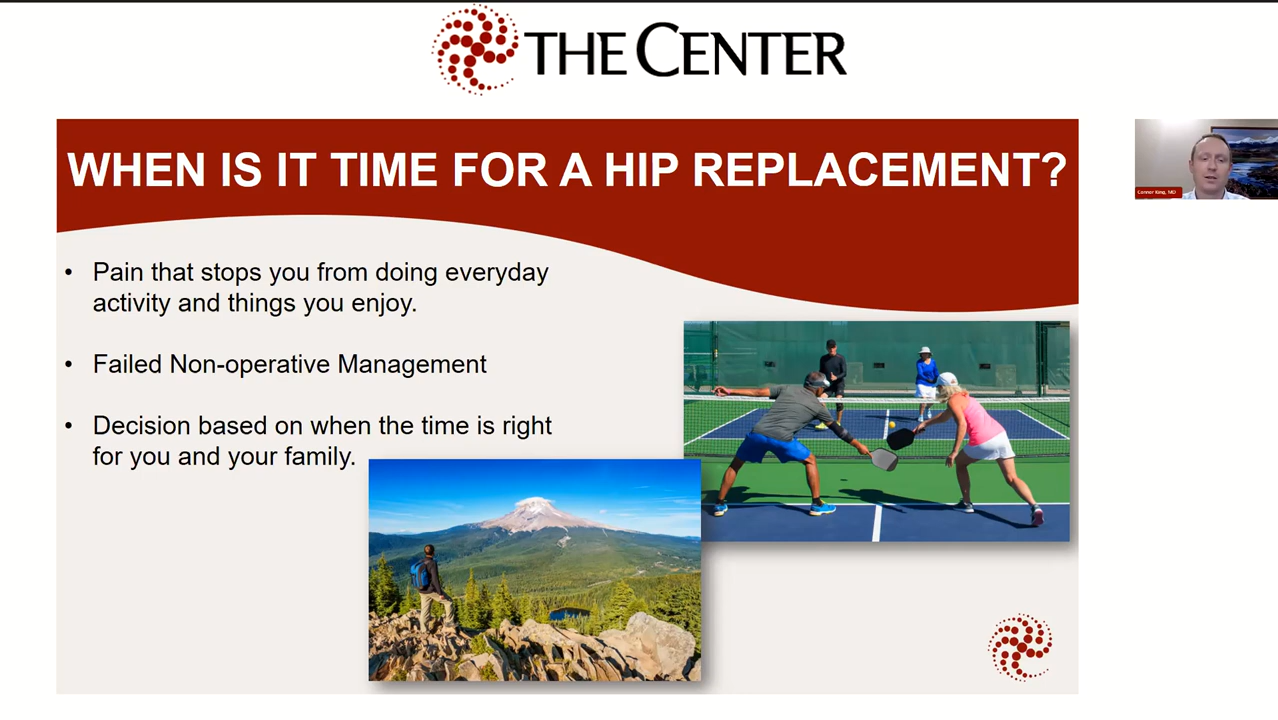 THE CENTER
WHEN IS IT TIME FOR A HIP REPLACEMENT?
• Pain that stops you from doing everyday
activity and things you enjoy.
• Failed Non-operative Management
• Decision based on when the time is right
for you and your family.
Conner King, MD